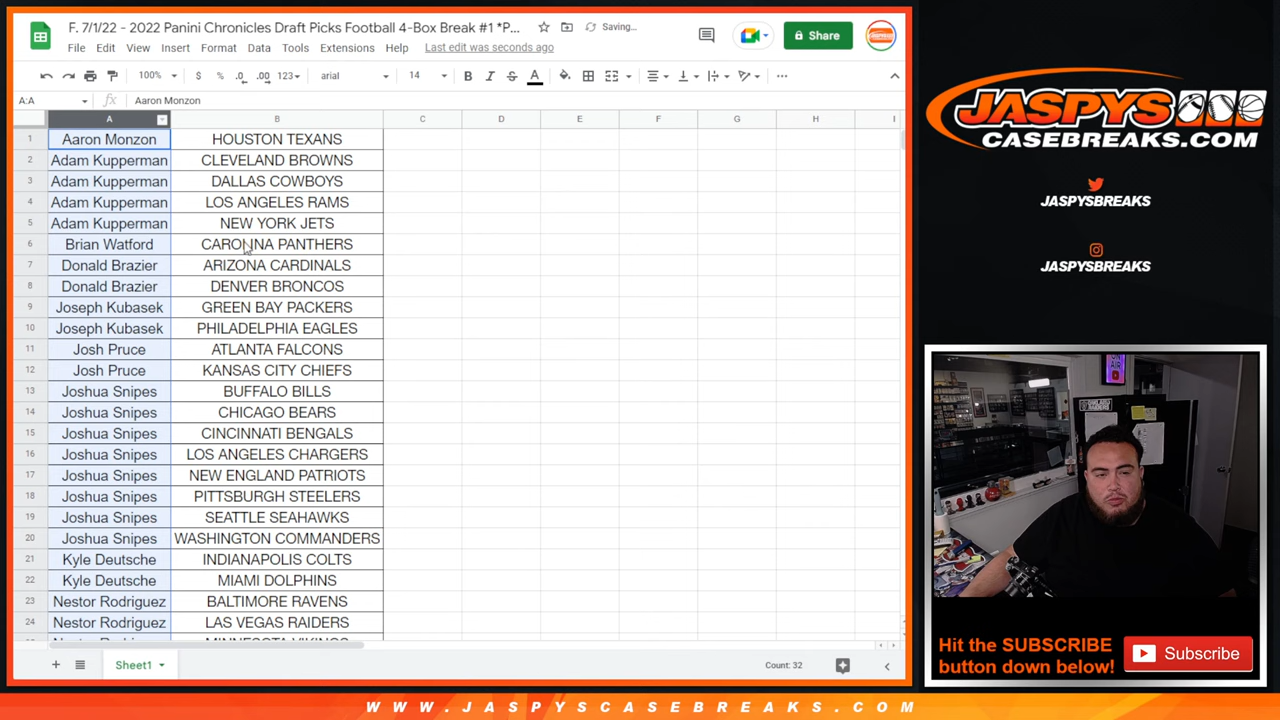 F. 7/1/22 - 2022 Panini Chronicles Draft Picks Football 4-Box Break #1 *P...
Saving...
Share
File Edit View Insert Format Data Tools Extensions Help Last edit was seconds ago
100% $ % .0 .00 123 arial 14 B I S A
A:A fx Aaron Monzon
A B C D E F G H I
1 Aaron Monzon HOUSTON TEXANS
2 Adam Kupperman CLEVELAND BROWNS
3 Adam Kupperman DALLAS COWBOYS
4 Adam Kupperman LOS ANGELES RAMS
5 Adam Kupperman NEW YORK JETS
6 Brian Watford CAROLINA PANTHERS
7 Donald Brazier ARIZONA CARDINALS
8 Donald Brazier DENVER BRONCOS
9 Joseph Kubasek GREEN BAY PACKERS
10 Joseph Kubasek PHILADELPHIA EAGLES
11 Josh Pruce ATLANTA FALCONS
12 Josh Pruce KANSAS CITY CHIEFS
13 Joshua Snipes BUFFALO BILLS
14 Joshua Snipes CHICAGO BEARS
15 Joshua Snipes CINCINNATI BENGALS
16 Joshua Snipes LOS ANGELES CHARGERS
17 Joshua Snipes NEW ENGLAND PATRIOTS
18 Joshua Snipes PITTSBURGH STEELERS
19 Joshua Snipes SEATTLE SEAHAWKS
20 Joshua Snipes WASHINGTON COMMANDERS
21 Kyle Deutsche INDIANAPOLIS COLTS
22 Kyle Deutsche MIAMI DOLPHINS
23 Nestor Rodriguez BALTIMORE RAVENS
24 Nestor Rodriguez LAS VEGAS RAIDERS
Nestor Rodriguez MINNESOTA VIKINGS
Sheet1
Count: 32
JASPYS
CASEBREAKS.COM
JASPYSBREAKS
JASPYSBREAKS
ON AIR
Hit the SUBSCRIBE
button down below!
Subscribe
WWW.JASPYSCASEBREAKS.COM